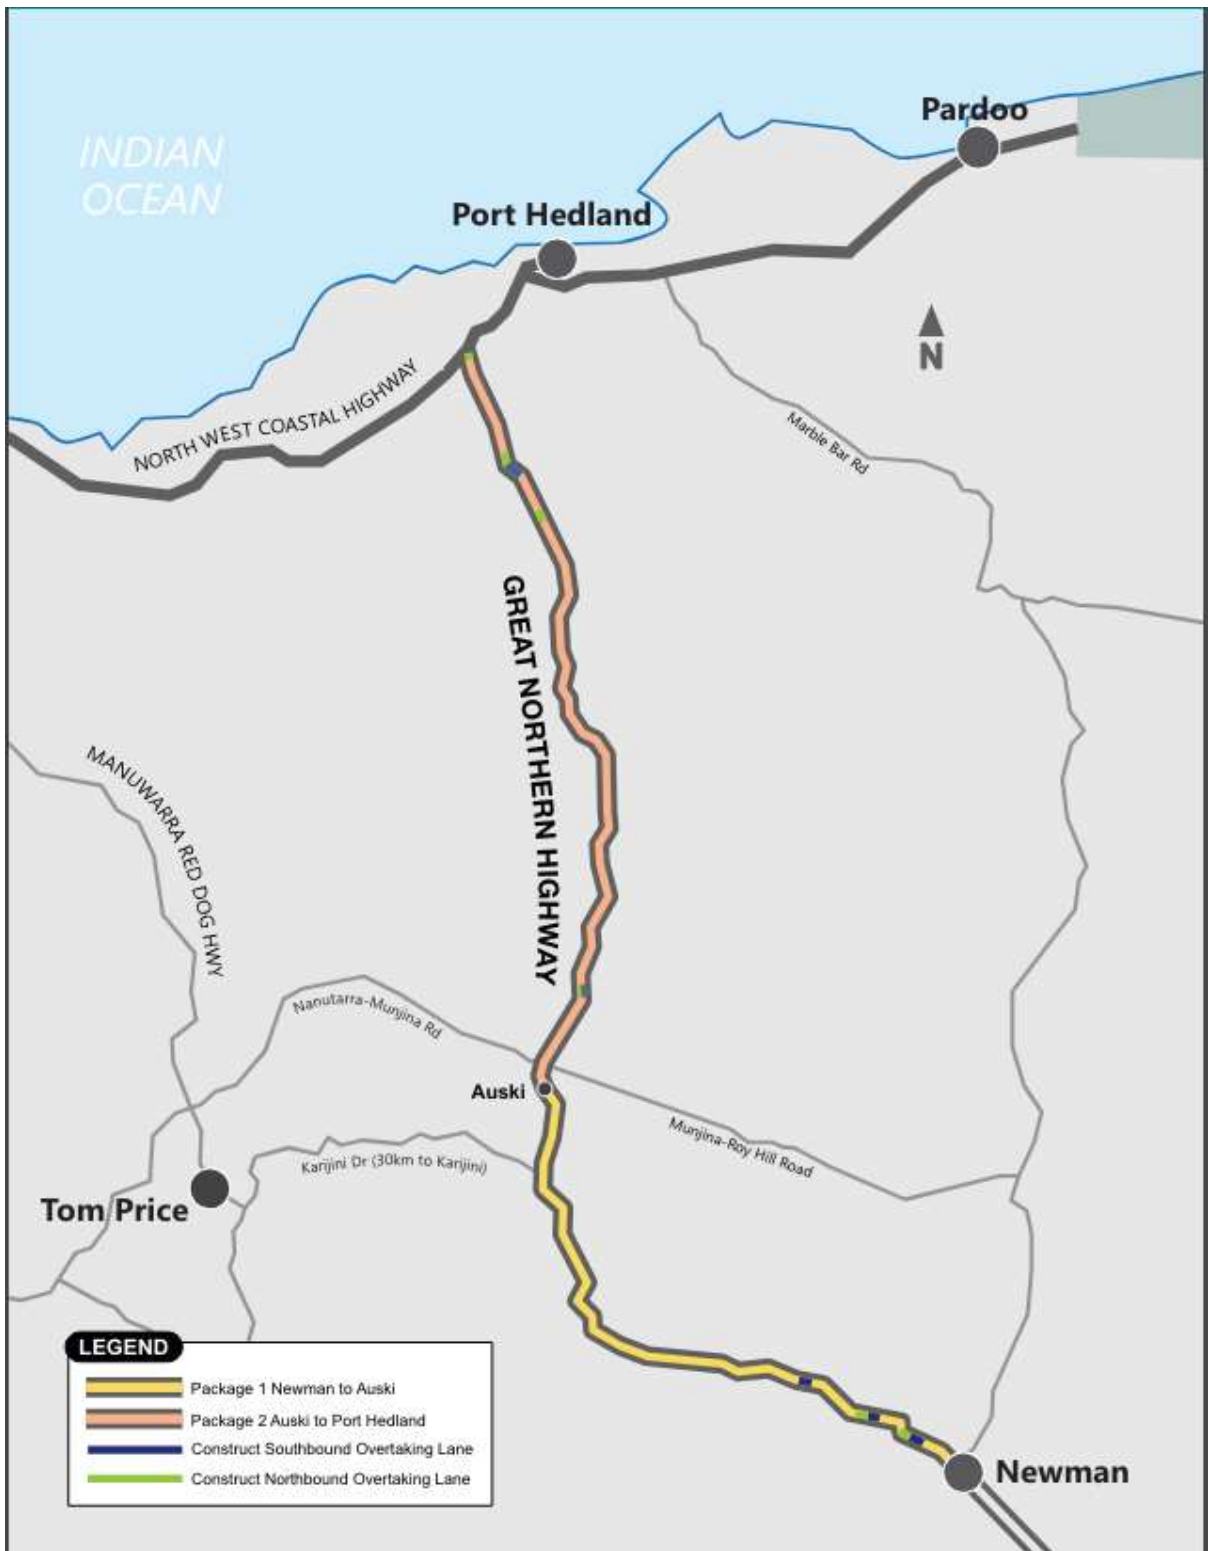 INDIAN
OCEAN
Pardoo
Port Hedland
N
NORTH WEST COASTAL HIGHWAY
Marble Bar Rd
GREAT NORTHERN HIGHWAY
MANUWARRA RED DOG HWY
Nanutarra-Munjina Rd
Auski
Munjina-Roy Hill Road
Karijini Dr (30km to Karijini)
Tom Price
LEGEND
Package 1 Newman to Auski
Package 2 Auski to Port Hedland
Construct Southbound Overtaking Lane
Construct Northbound Overtaking Lane
Newman